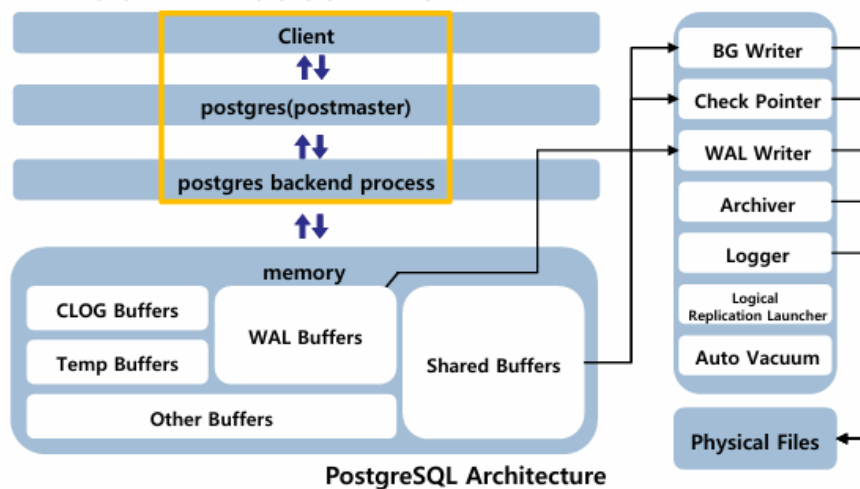 Client
postgres(postmaster)
postgres backend process
memory
CLOG Buffers
Temp Buffers
WAL Buffers
Other Buffers
Shared Buffers
BG Writer
Check Pointer
WAL Writer
Archiver
Logger
Logical
Replication Launcher
Auto Vacuum
Physical Files
PostgreSQL Architecture